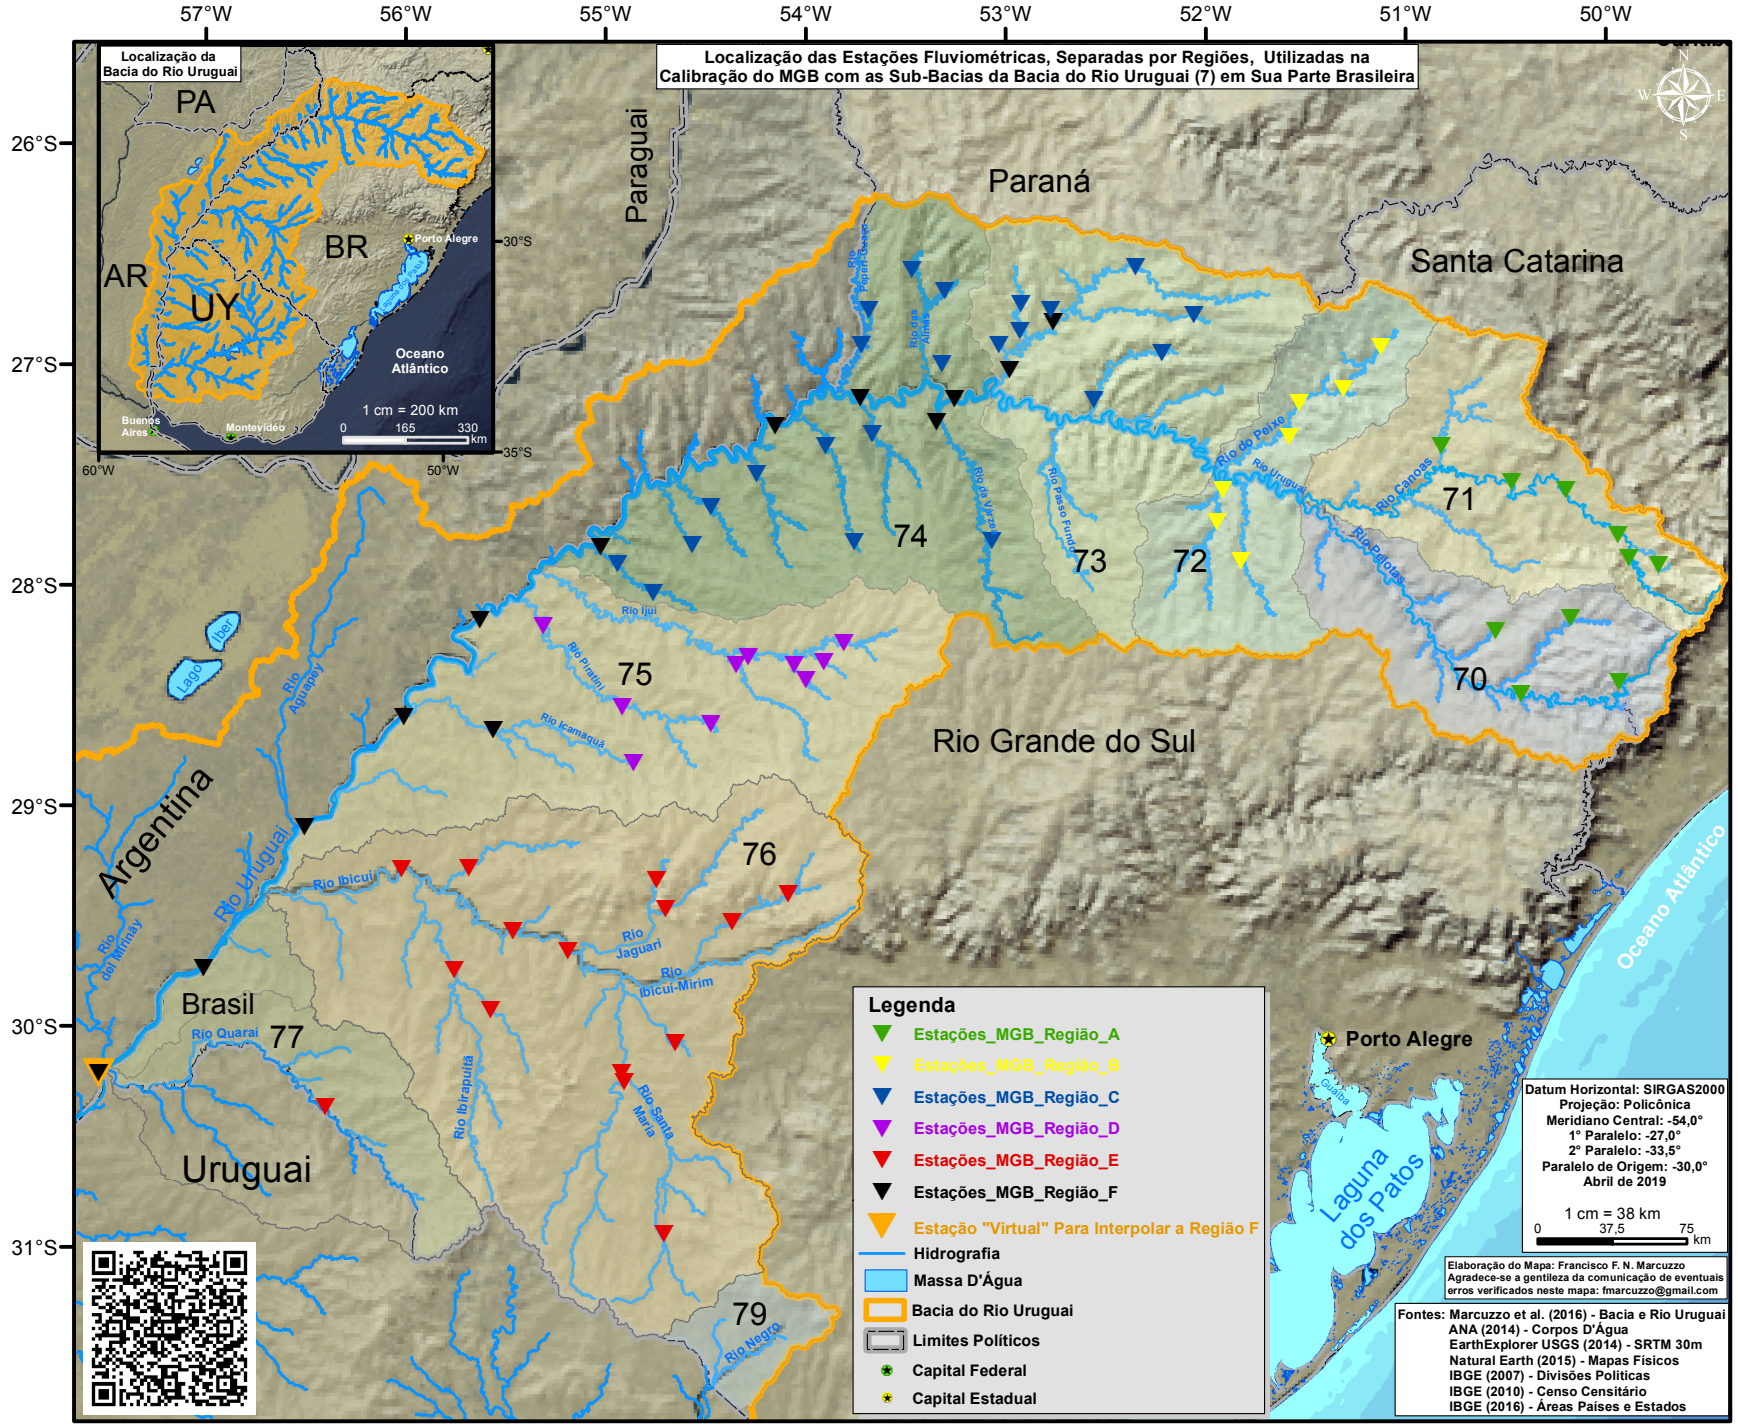 57°W
56°W
55°W
54°W
53°W
52°W
51°W
50°W
26°S
27°S
28°S
29°S
30°S
31°S
Localização da
Bacia do Rio Uruguai
PA
AR
UY
BR
Porto Alegre
Laguna dos Patos
Oceano
Atlântico
Buenos
Aires
Montevidéo
1 cm = 200 km
0 165 330
km
30°S
35°S
60°W
50°W
Localização das Estações Fluviométricas, Separadas por Regiões, Utilizadas na
Calibração do MGB com as Sub-Bacias da Bacia do Rio Uruguai (7) em Sua Parte Brasileira
N
W E
S
Paraguai
Paraná
Santa Catarina
Rio
Peperi-Guaçu
Rio das
Antas
Rio do Peixe
Rio Uruguai
Rio Canoas
71
Rio Pelotas
70
72
73
Rio Passo Fundo
Rio da Várzea
74
Rio Ijuí
Rio Piratini
75
Rio Icamaquã
Iber
Lago
Rio
Aguapey
Rio Grande do Sul
Argentina
Rio Uruguai
Rio
del Mirinãy
76
Rio Ibicuí
Rio
Jaguari
Rio
Ibicuí-Mirim
Brasil
Rio Quaraí
77
Rio Ibirapuitã
Rio Santa
Maria
Uruguai
79
Rio Negro
Oceano Atlântico
Porto Alegre
Guaíba
Laguna
dos Patos
Legenda
Estações_MGB_Região_A
Estações_MGB_Região_B
Estações_MGB_Região_C
Estações_MGB_Região_D
Estações_MGB_Região_E
Estações_MGB_Região_F
Estação "Virtual" Para Interpolar a Região F
Hidrografia
Massa D'Água
Bacia do Rio Uruguai
Limites Políticos
Capital Federal
Capital Estadual
Datum Horizontal: SIRGAS2000
Projeção: Policônica
Meridiano Central: -54,0°
1° Paralelo: -27,0°
2° Paralelo: -33,5°
Paralelo de Origem: -30,0°
Abril de 2019
1 cm = 38 km
0 37,5 75
km
Elaboração do Mapa: Francisco F. N. Marcuzzo
Agradece-se a gentileza da comunicação de eventuais
erros verificados neste mapa: fmarcuzzo@gmail.com
Fontes: Marcuzzo et al. (2016) - Bacia e Rio Uruguai
ANA (2014) - Corpos D'Água
EarthExplorer USGS (2014) - SRTM 30m
Natural Earth (2015) - Mapas Físicos
IBGE (2007) - Divisões Politicas
IBGE (2010) - Censo Censitário
IBGE (2016) - Áreas Países e Estados